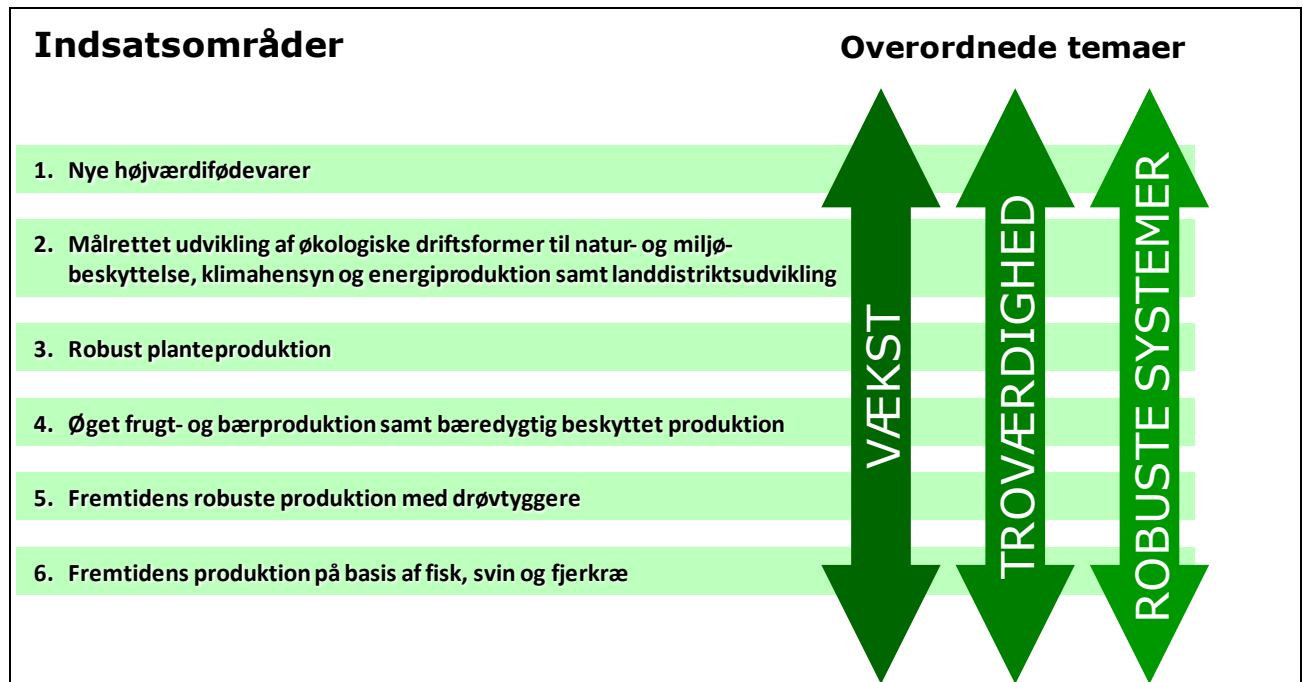 Indsatsområder
Overordnede temaer
1. Nye højværdifødevarer
2. Målrettet udvikling af økologiske driftsformer til natur- og miljø-
beskyttelse, klimahensyn og energiproduktion samt landdistriktsudvikling
3. Robust planteproduktion
4. Øget frugt- og bærproduktion samt bæredygtig beskyttet produktion
5. Fremtidens robuste produktion med drøvtyggere
6. Fremtidens produktion på basis af fisk, svin og fjerkræ
VÆKST
TROVÆRDIGHED
ROBUSTE SYSTEMER